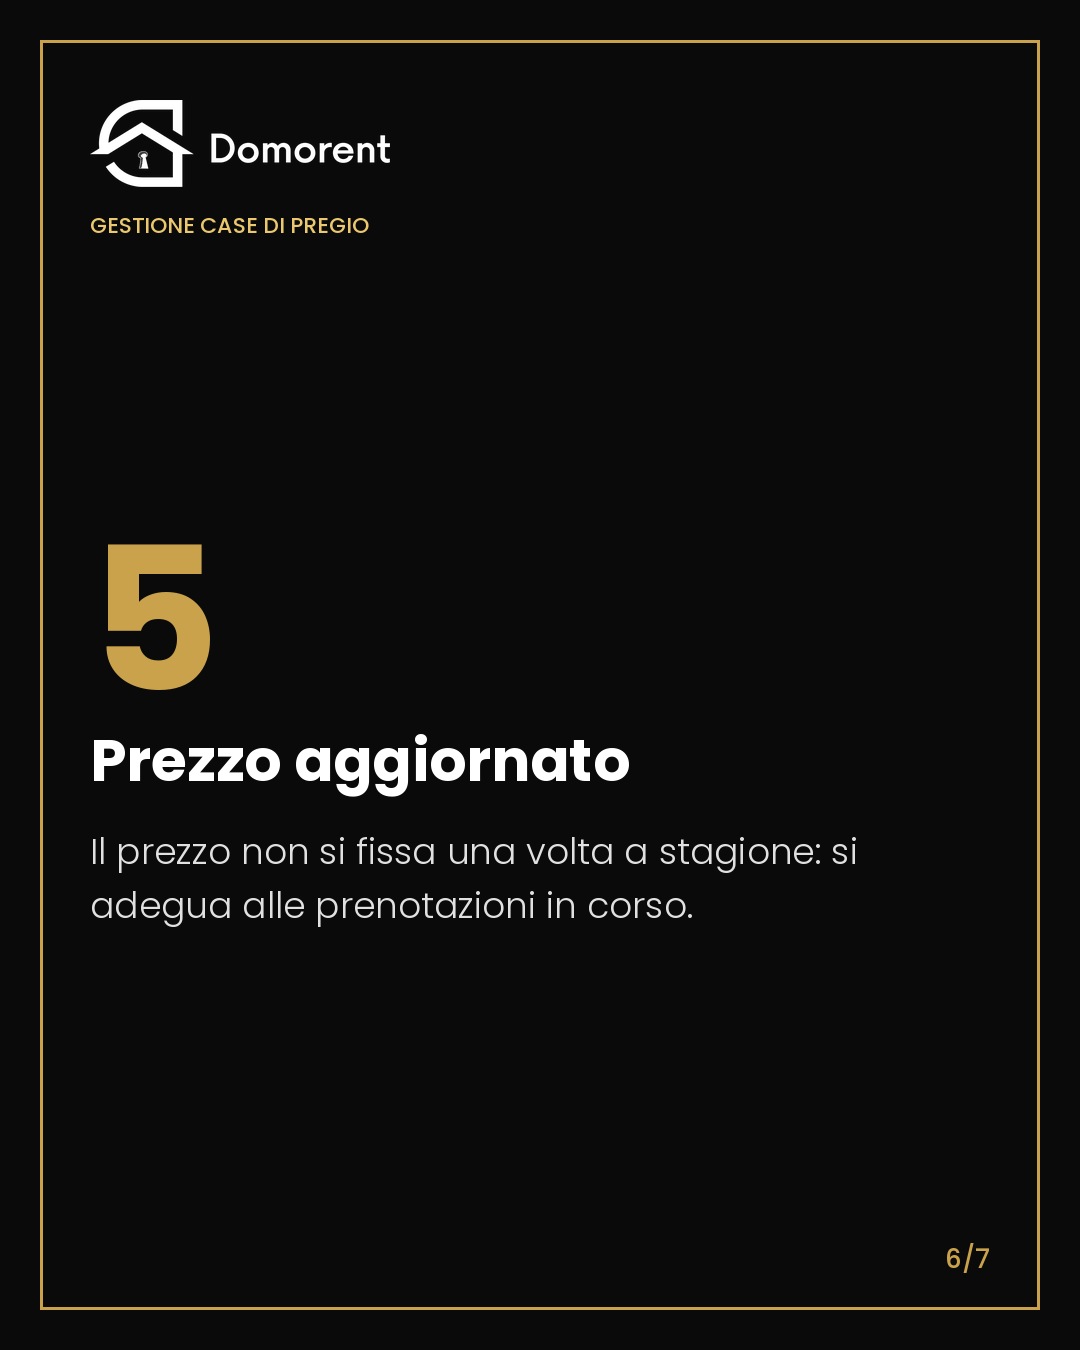 Domorent
GESTIONE CASE DI PREGIO
5
Prezzo aggiornato
Il prezzo non si fissa una volta a stagione: si
adegua alle prenotazioni in corso.
6/7